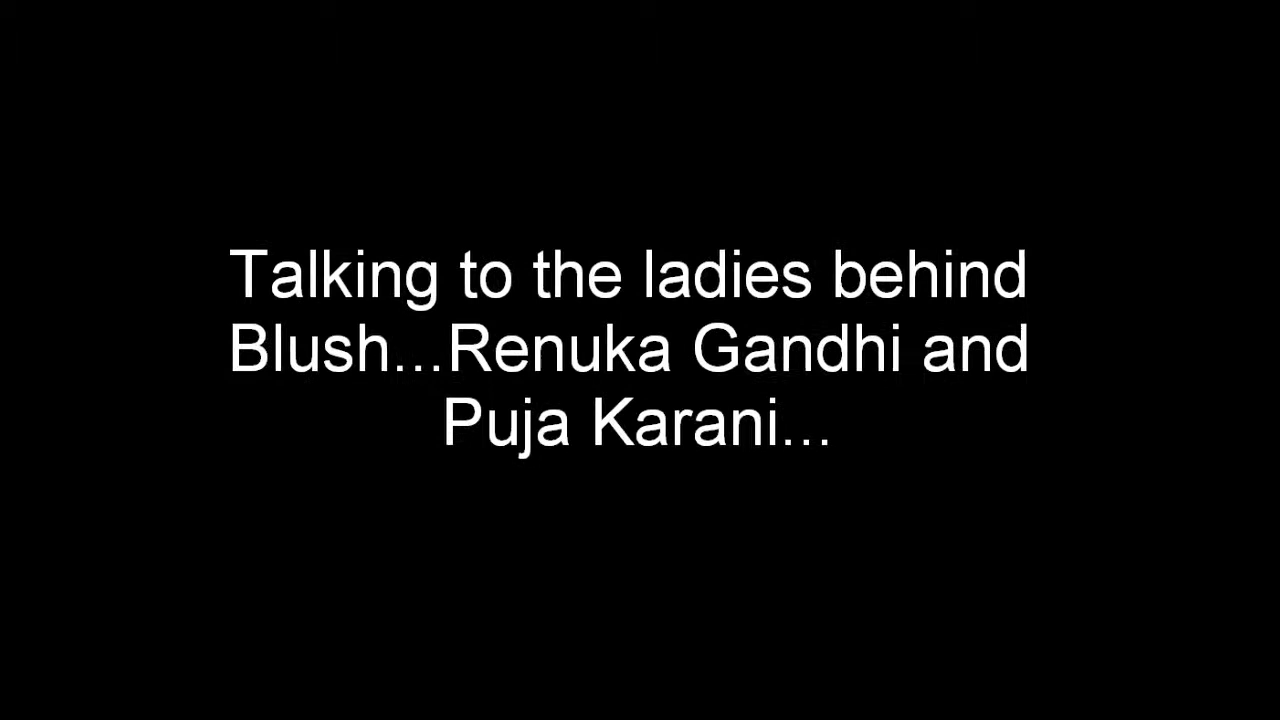 Talking to the ladies behind
Blush...Renuka Gandhi and
Puja Karani...